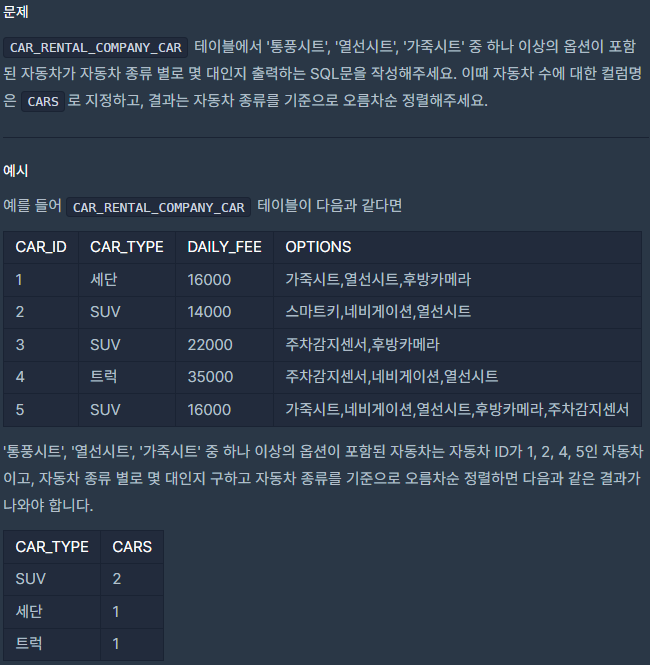 문제
CAR_RENTAL_COMPANY_CAR 테이블에서 '통풍시트', '열선시트', '가죽시트' 중 하나 이상의 옵션이 포함
된 자동차가 자동차 종류 별로 몇 대인지 출력하는 SQL문을 작성해주세요. 이때 자동차 수에 대한 컬럼명
은 CARS 로 지정하고, 결과는 자동차 종류를 기준으로 오름차순 정렬해주세요.
예시
예를 들어 CAR_RENTAL_COMPANY_CAR 테이블이 다음과 같다면
CAR_ID CAR_TYPE DAILY_FEE OPTIONS
1 세단 16000 가죽시트,열선시트,후방카메라
2 SUV 14000 스마트키,네비게이션,열선시트
3 SUV 22000 주차감지센서,후방카메라
4 트럭 35000 주차감지센서,네비게이션,열선시트
5 SUV 16000 가죽시트,네비게이션,열선시트,후방카메라,주차감지센서
'통풍시트', '열선시트', '가죽시트' 중 하나 이상의 옵션이 포함된 자동차는 자동차 ID가 1, 2, 4, 5인 자동차
이고, 자동차 종류 별로 몇 대인지 구하고 자동차 종류를 기준으로 오름차순 정렬하면 다음과 같은 결과가
나와야 합니다.
CAR_TYPE CARS
SUV 2
세단 1
트럭 1